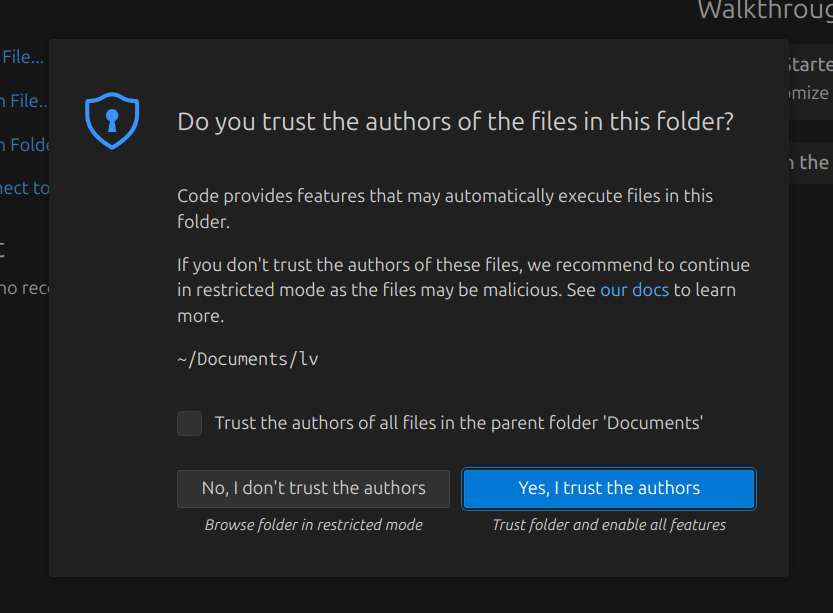 Walkthroug
File...
Starte
n File..
omize
n Folde
n the
nect to
t
no rec
Do you trust the authors of the files in this folder?
Code provides features that may automatically execute files in this
folder.
If you don't trust the authors of these files, we recommend to continue
in restricted mode as the files may be malicious. See our docs to learn
more.
~/Documents/lv
Trust the authors of all files in the parent folder 'Documents'
No, I don't trust the authors
Yes, I trust the authors
Browse folder in restricted mode
Trust folder and enable all features